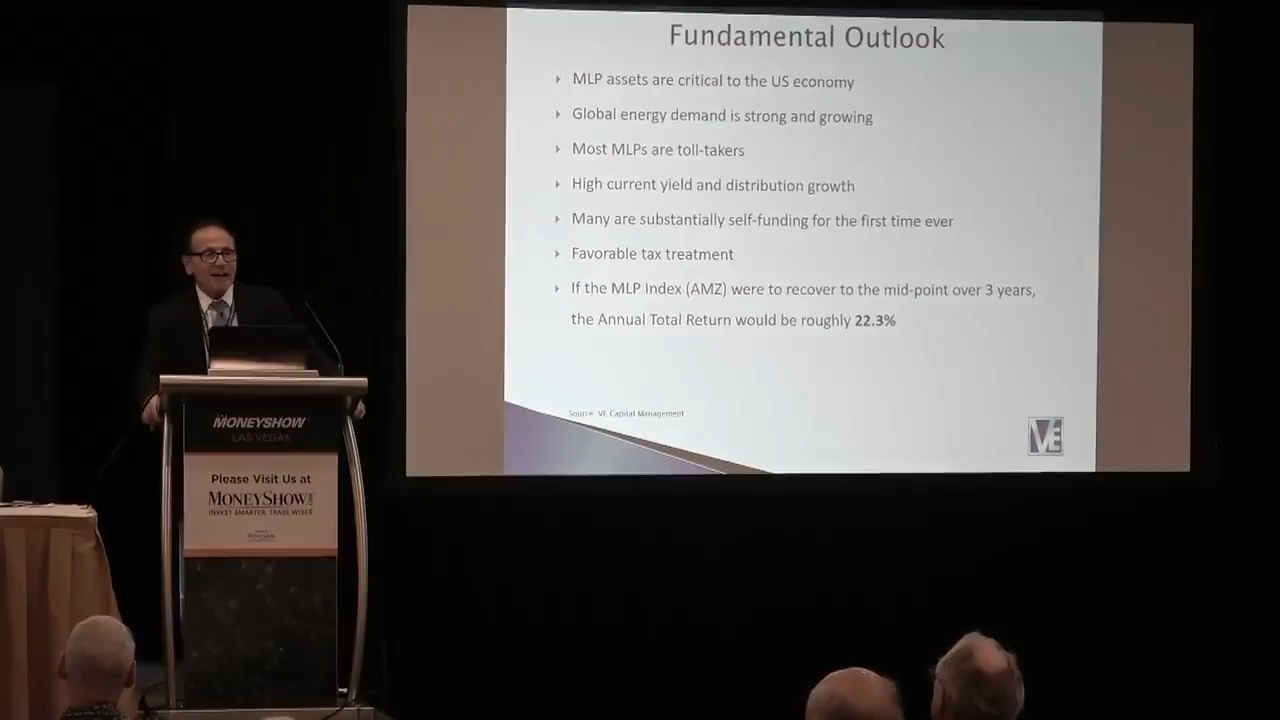 Fundamental Outlook
MLP assets are critical to the US economy
Global energy demand is strong and growing
Most MLPs are toll-takers
High current yield and distribution growth
Many are substantially self-funding for the first time ever
Favorable tax treatment
If the MLP Index (AMZ) were to recover to the mid-point over 3 years,
the Annual Total Return would be roughly 22.3%
Source: VE Capital Management
VE
MONEYSHOW
LAS VEGAS
Please Visit Us at
MONEYSHOW.COM
INVEST SMARTER, TRADE WISER